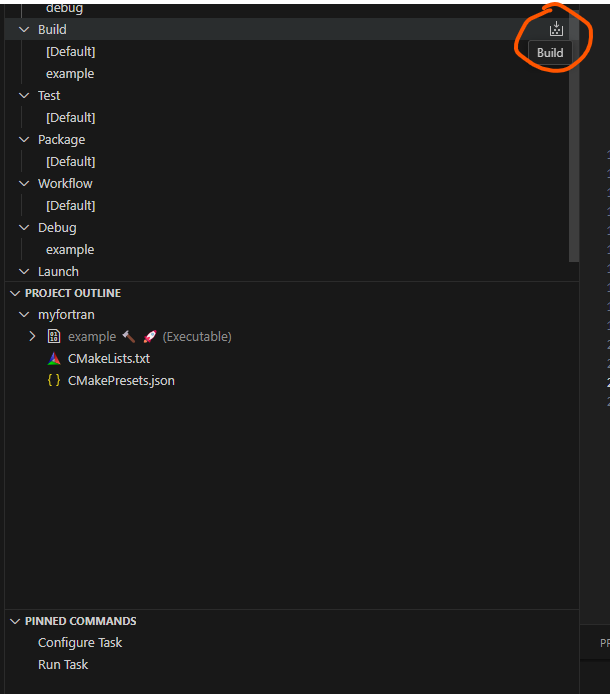 debug
Build
Build
[Default]
example
Test
[Default]
Package
[Default]
Workflow
[Default]
Debug
example
Launch
PROJECT OUTLINE
myfortran
example (Executable)
CMakeLists.txt
{ } CMakePresets.json
PINNED COMMANDS
Configure Task
Run Task